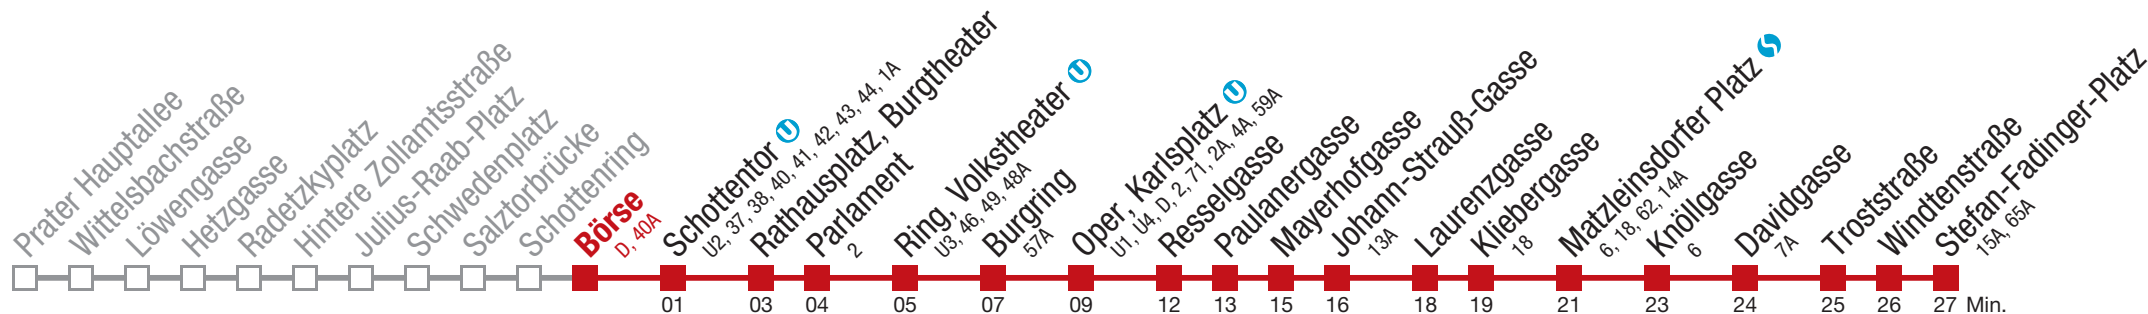 Prater Hauptallee
Wittelsbachstraße
Löwengasse
Hetzgasse
Radetzkyplatz
Hintere Zollamtsstraße
Julius-Raab-Platz
Schwedenplatz
Salztorbrücke
Schottenring
Börse
D, 40A
Schottentor U
U2, 37, 38, 40, 41, 42, 43, 44, 1A
Rathausplatz, Burgtheater
Parlament
2
Ring, Volkstheater U
U3, 46, 49, 48A
Burgring
57A
Oper, Karlsplatz U
U1, U4, D, 2, 71, 2A, 4A, 59A
Resselgasse
Paulanergasse
Mayerhofgasse
Johann-Strauß-Gasse
13A
Laurenzgasse
Kliebergasse
18
Matzleinsdorfer Platz S
6, 18, 62, 14A
Knöllgasse
6
Davidgasse
7A
Troststraße
Windtenstraße
Stefan-Fadinger-Platz
15A, 65A
01 03 04 05 07 09 12 13 15 16 18 19 21 23 24 25 26 27 Min.